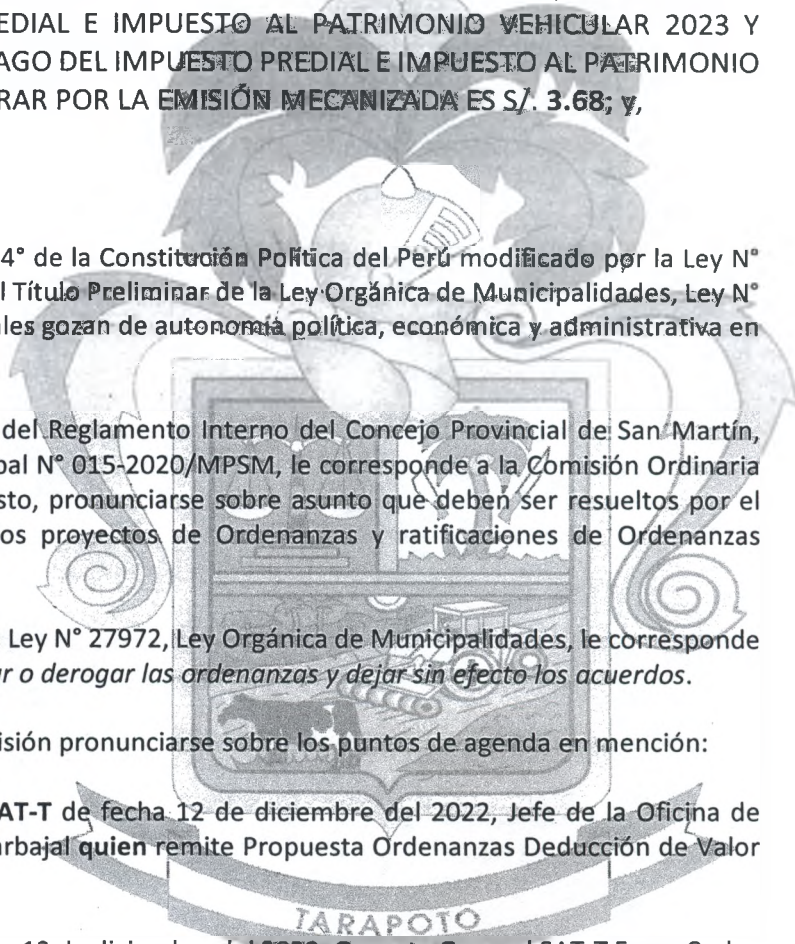 EDIAL E IMPUESTO AL PATRIMONIO VEHICULAR 2023 Y
AGO DEL IMPUESTO PREDIAL E IMPUESTO AL PATRIMONIO
RAR POR LA EMISIÓN MECANIZADA ES S/. 3.68; y,
4° de la Constitución Política del Perú modificado por la Ley N°
l Título Preliminar de la Ley Orgánica de Municipalidades, Ley N°
les gozan de autonomía política, económica y administrativa en
del Reglamento Interno del Concejo Provincial de San Martín,
pal N° 015-2020/MPSM, le corresponde a la Comisión Ordinaria
sto, pronunciarse sobre asunto que deben ser resueltos por el
os proyectos de Ordenanzas y ratificaciones de Ordenanzas
Ley N° 27972, Ley Orgánica de Municipalidades, le corresponde
ar o derogar las ordenanzas y dejar sin efecto los acuerdos.
isión pronunciarse sobre los puntos de agenda en mención:
AT-T de fecha 12 de diciembre del 2022, Jefe de la Oficina de
arbajal quien remite Propuesta Ordenanzas Deducción de Valor
TARAPOTO